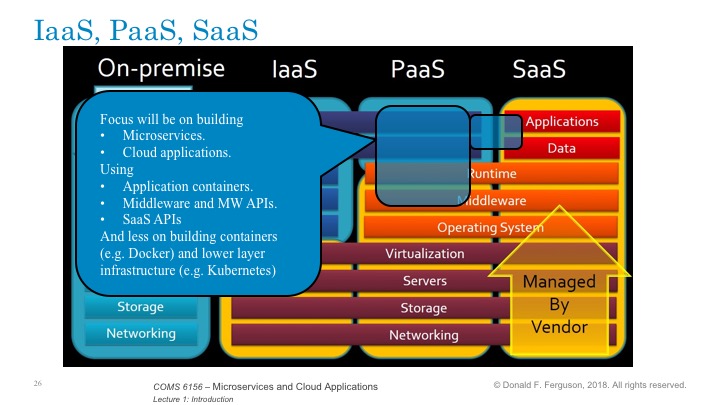 IaaS, PaaS, SaaS
On-premise IaaS PaaS SaaS
Focus will be on building
• Microservices.
• Cloud applications.
Using
• Application containers.
• Middleware and MW APIs.
• SaaS APIs
And less on building containers
(e.g. Docker) and lower layer
infrastructure (e.g. Kubernetes)
Applications
Data
Runtime
Middleware
Operating System
Virtualization
Servers
Storage
Networking
Storage
Networking
Managed
By
Vendor
26
COMS 6156 – Microservices and Cloud Applications
Lecture 1: Introduction
© Donald F. Ferguson, 2018. All rights reserved.